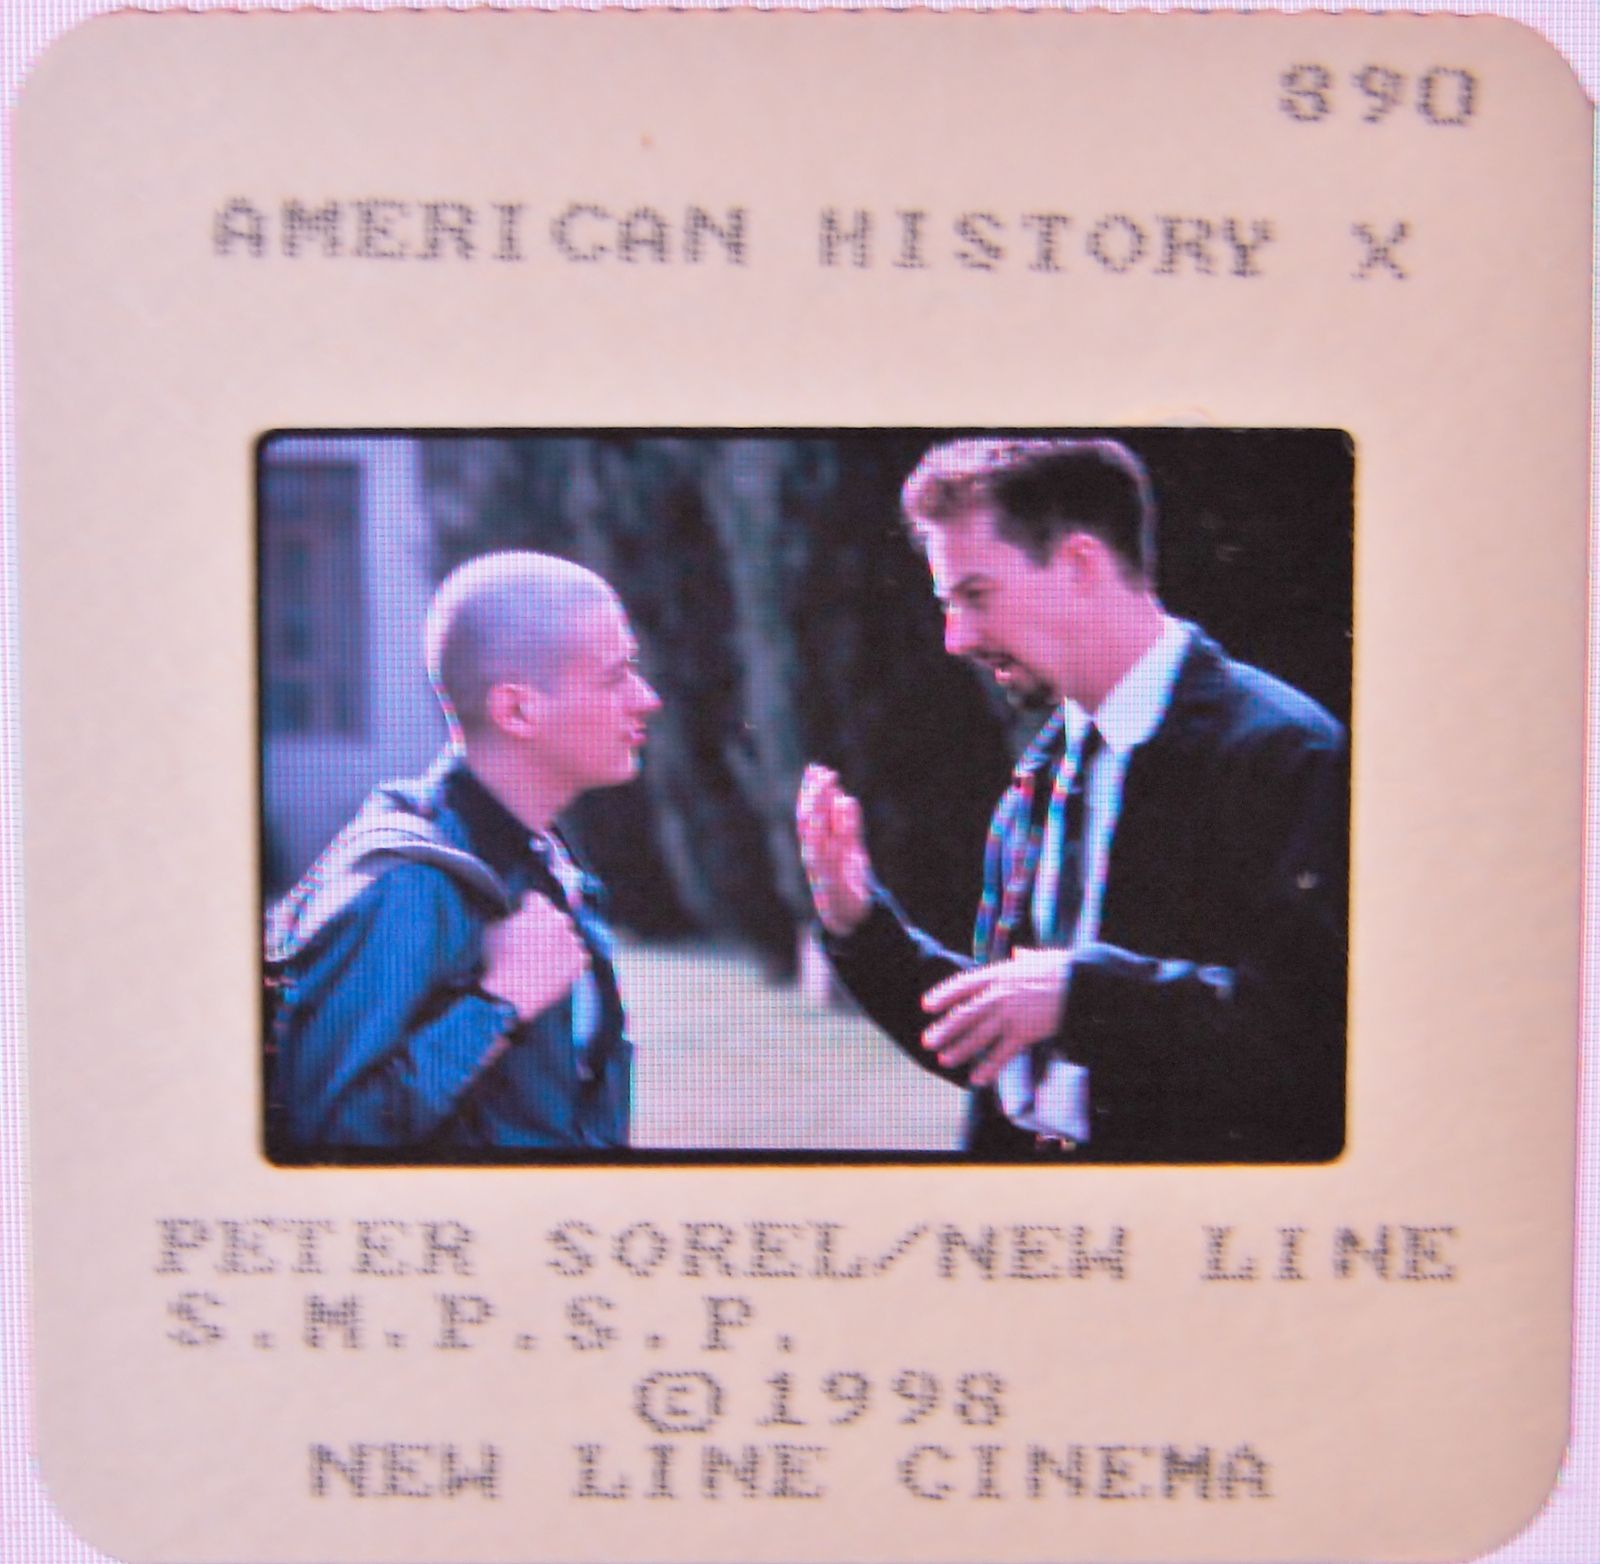 890
AMERICAN HISTORY X
PETER SOREL/NEW LINE
S.M.P.S.P.
©1998
NEW LINE CINEMA